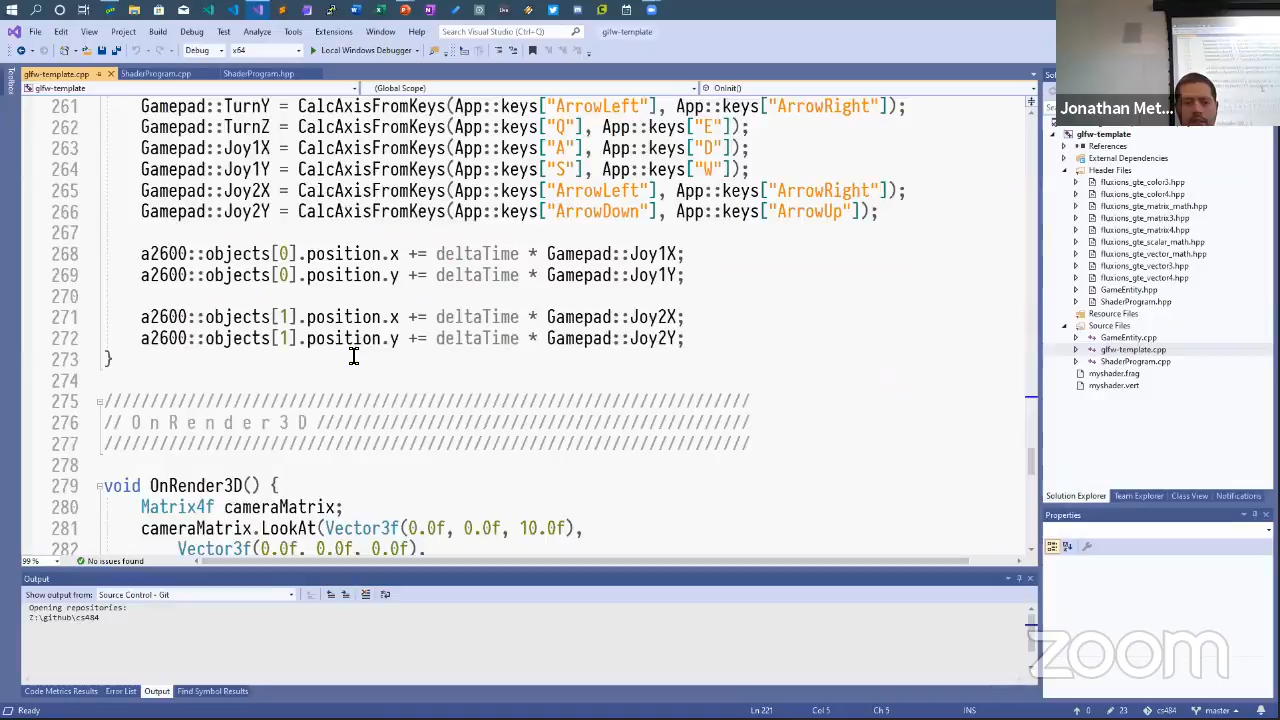 File Edit View Project Build Debug Test Analyze Tools Extensions Window Help Search Visual Studio (Ctrl+Q) glfw-template
Debug x64 Local Windows Debugger
glfw-template.cpp ShaderProgram.cpp ShaderProgram.hpp
Toolbox
glfw-template (Global Scope) OnInit()
261 Gamepad::TurnY = CalcAxisFromKeys(App::keys["ArrowLeft"], App::keys["ArrowRight"]);
262 Gamepad::TurnZ = CalcAxisFromKeys(App::keys["Q"], App::keys["E"]);
263 Gamepad::Joy1X = CalcAxisFromKeys(App::keys["A"], App::keys["D"]);
264 Gamepad::Joy1Y = CalcAxisFromKeys(App::keys["S"], App::keys["W"]);
265 Gamepad::Joy2X = CalcAxisFromKeys(App::keys["ArrowLeft"], App::keys["ArrowRight"]);
266 Gamepad::Joy2Y = CalcAxisFromKeys(App::keys["ArrowDown"], App::keys["ArrowUp"]);
267
268 a2600::objects[0].position.x += deltaTime * Gamepad::Joy1X;
269 a2600::objects[0].position.y += deltaTime * Gamepad::Joy1Y;
270
271 a2600::objects[1].position.x += deltaTime * Gamepad::Joy2X;
272 a2600::objects[1].position.y += deltaTime * Gamepad::Joy2Y;
273 }
274
275 //////////////////////////////////////////////////////////////////////
276 // O n R e n d e r 3 D ///////////////////////////////////////////////
277 //////////////////////////////////////////////////////////////////////
278
279 void OnRender3D() {
280 Matrix4f cameraMatrix;
281 cameraMatrix.LookAt(Vector3f(0.0f, 0.0f, 10.0f),
282 Vector3f(0.0f, 0.0f, 0.0f),
99 % No issues found
Output
Show output from: Source Control - Git
Opening repositories:
Z:\github\cs484
Code Metrics Results Error List Output Find Symbol Results
Ready Ln 221 Col 5 Ch 5 INS 0 23 cs484 master
Jonathan Met...
glfw-template
References
External Dependencies
Header Files
fluxions_gte_color3.hpp
fluxions_gte_color4.hpp
fluxions_gte_matrix_math.hpp
fluxions_gte_matrix3.hpp
fluxions_gte_matrix4.hpp
fluxions_gte_scalar_math.hpp
fluxions_gte_vector_math.hpp
fluxions_gte_vector3.hpp
fluxions_gte_vector4.hpp
GameEntity.hpp
ShaderProgram.hpp
Resource Files
Source Files
GameEntity.cpp
glfw-template.cpp
ShaderProgram.cpp
myshader.frag
myshader.vert
Solution Explorer Team Explorer Class View Notifications
Properties
zoom